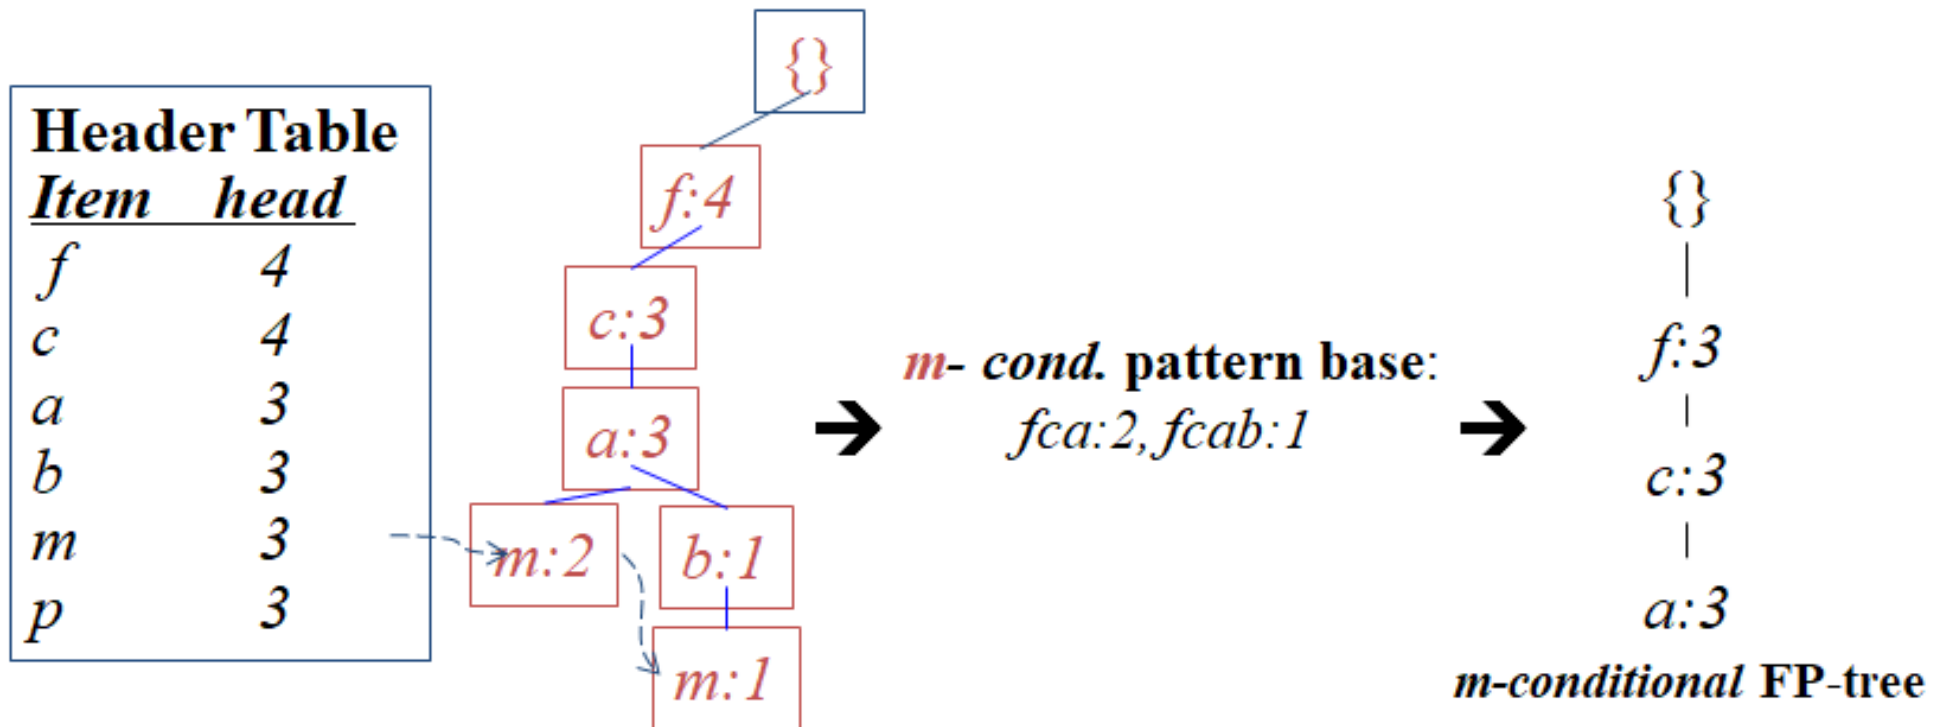 Header Table
Item head
f 4
c 4
a 3
b 3
m 3
p 3
{}
f:4
c:3
a:3
m:2
b:1
m:1
m- cond. pattern base:
fca:2, fcab:1
{}
f:3
c:3
a:3
m-conditional FP-tree